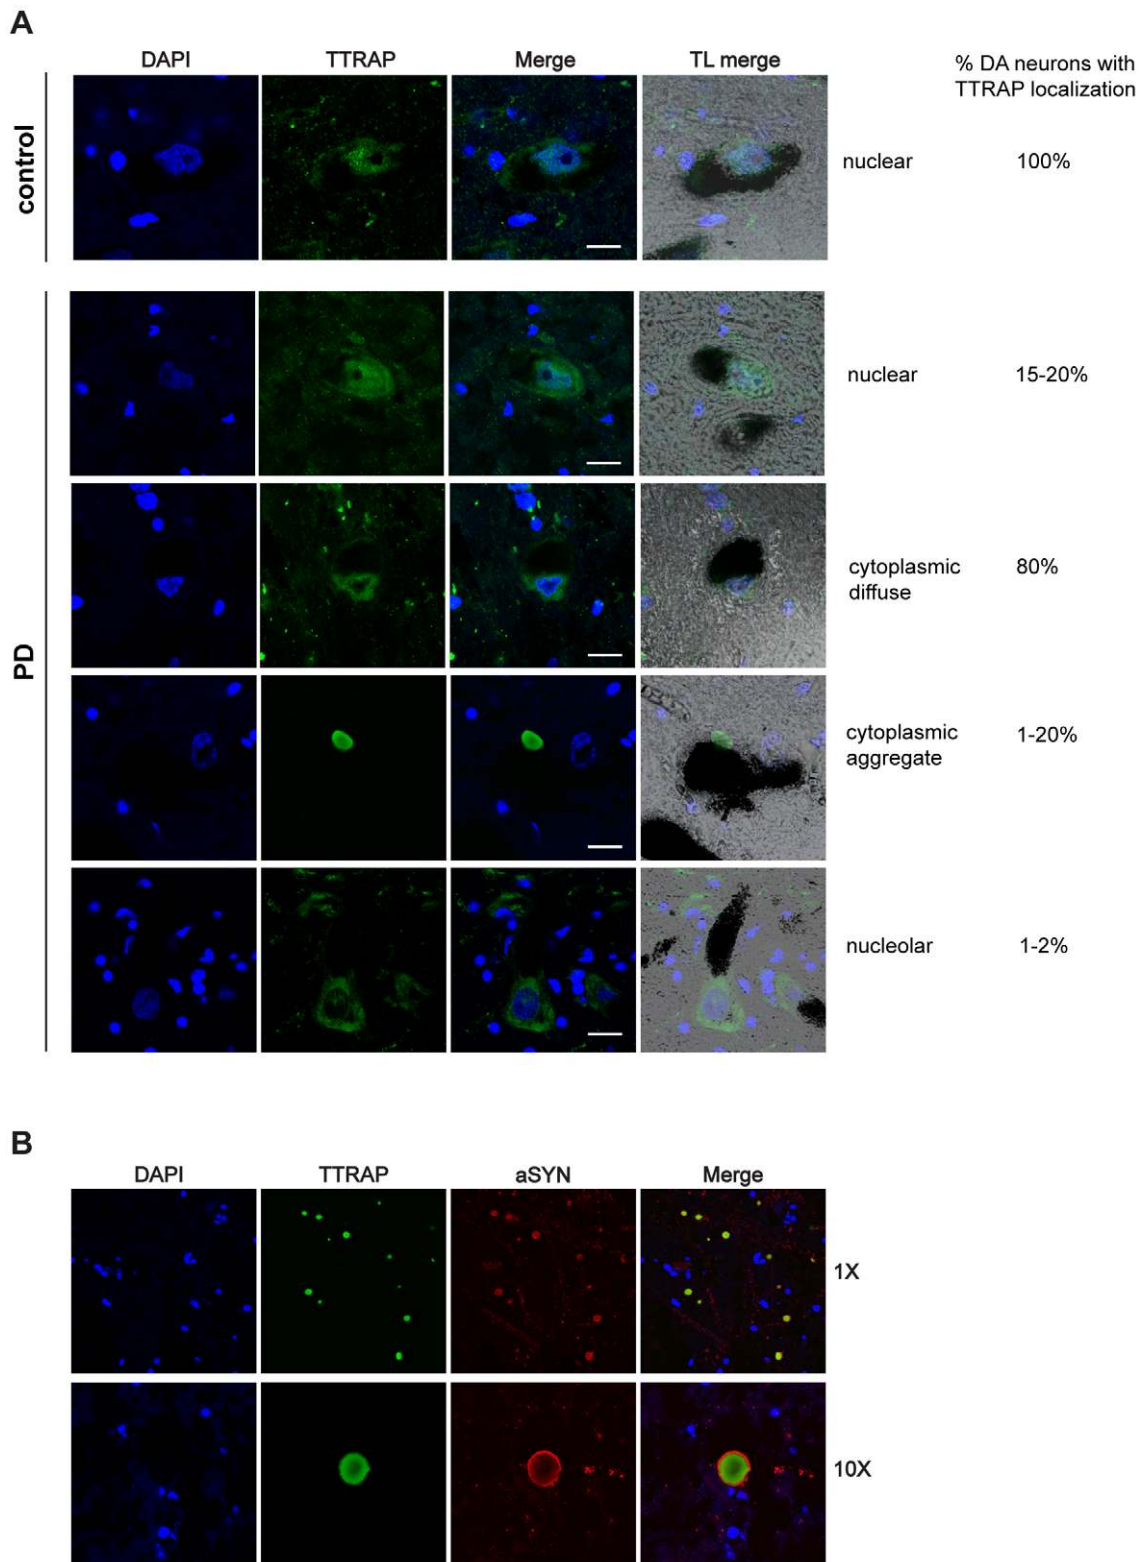 A
DAPI TTRAP Merge TL merge
% DA neurons with
TTRAP localization
control
nuclear 100%
PD
nuclear 15-20%
cytoplasmic
diffuse
80%
cytoplasmic
aggregate
1-20%
nucleolar 1-2%
B
DAPI TTRAP aSYN Merge
1X
10X